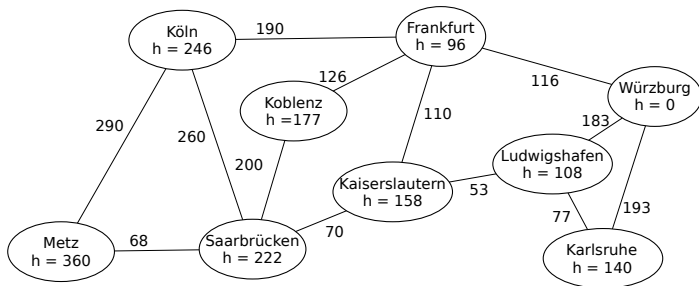 Köln
h = 246
190
Frankfurt
h = 96
126
116
Würzburg
h = 0
Koblenz
h =177
290
260
110
183
Ludwigshafen
h = 108
200
Kaiserslautern
h = 158
53
77
193
70
Metz
h = 360
68
Saarbrücken
h = 222
Karlsruhe
h = 140